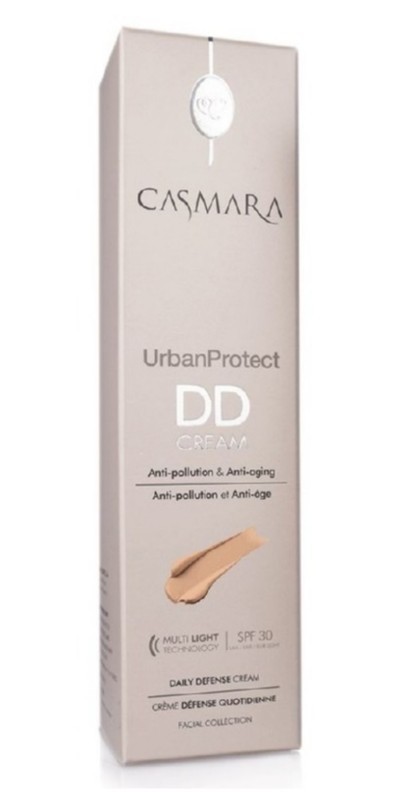 CASMARA
UrbanProtect
DD
CREAM
Anti-pollution & Anti-aging
Anti-pollution et Anti-âge
MULTI LIGHT
TECHNOLOGY
SPF 30
DAILY DEFENSE CREAM
CRÈME DÉFENSE QUOTIDIENNE
FACIAL COLLECTION